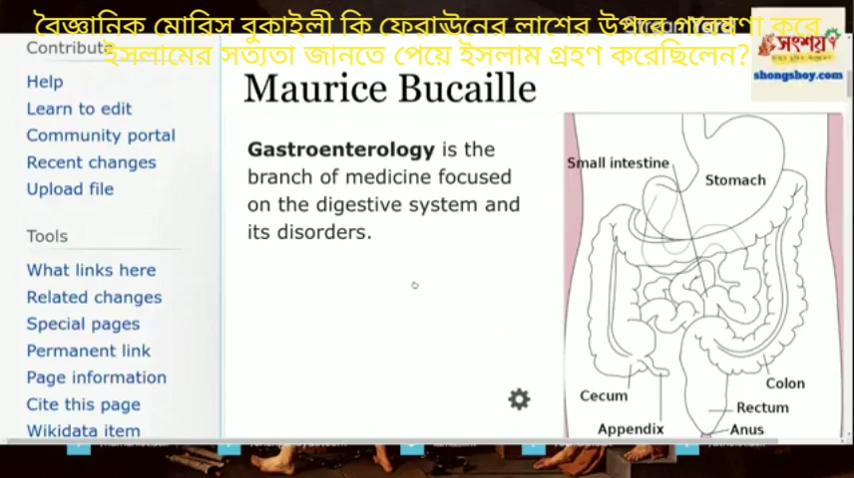 বৈজ্ঞানিক মোরিস বুকাইলী কি ফেরাউনের লাশের উপরে গবেষণা করে
ইসলামের সত্যতা জানতে পেয়ে ইসলাম গ্রহণ করেছিলেন?
সংশয়
shongshoy.com
Contribute
Help
Learn to edit
Community portal
Recent changes
Upload file
Tools
What links here
Related changes
Special pages
Permanent link
Page information
Cite this page
Wikidata item
Maurice Bucaille
Gastroenterology is the
branch of medicine focused
on the digestive system and
its disorders.
Small intestine
Stomach
Colon
Cecum
Rectum
Appendix
Anus